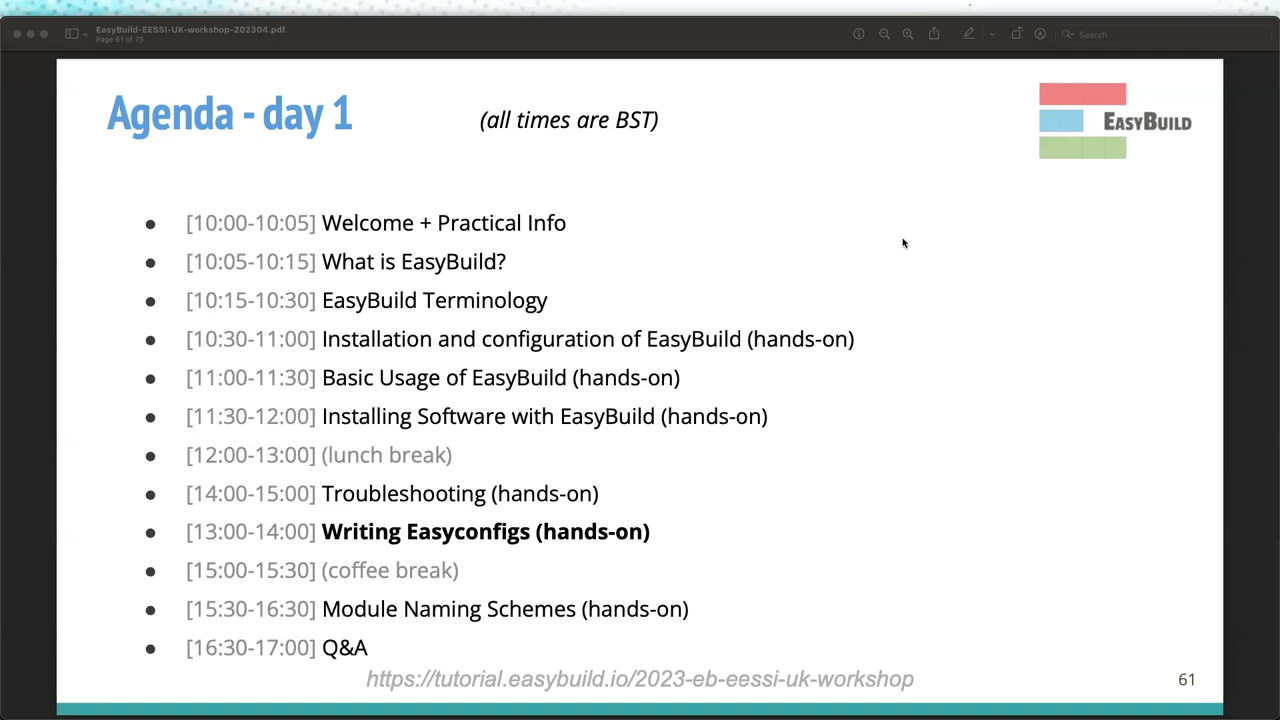 EasyBuild-EESSI-UK-workshop-202304.pdf
Page 61 of 73
Search
Agenda - day 1
(all times are BST)
EASYBUILD
● [10:00-10:05] Welcome + Practical Info
● [10:05-10:15] What is EasyBuild?
● [10:15-10:30] EasyBuild Terminology
● [10:30-11:00] Installation and configuration of EasyBuild (hands-on)
● [11:00-11:30] Basic Usage of EasyBuild (hands-on)
● [11:30-12:00] Installing Software with EasyBuild (hands-on)
● [12:00-13:00] (lunch break)
● [14:00-15:00] Troubleshooting (hands-on)
● [13:00-14:00] Writing Easyconfigs (hands-on)
● [15:00-15:30] (coffee break)
● [15:30-16:30] Module Naming Schemes (hands-on)
● [16:30-17:00] Q&A
https://tutorial.easybuild.io/2023-eb-eessi-uk-workshop
61